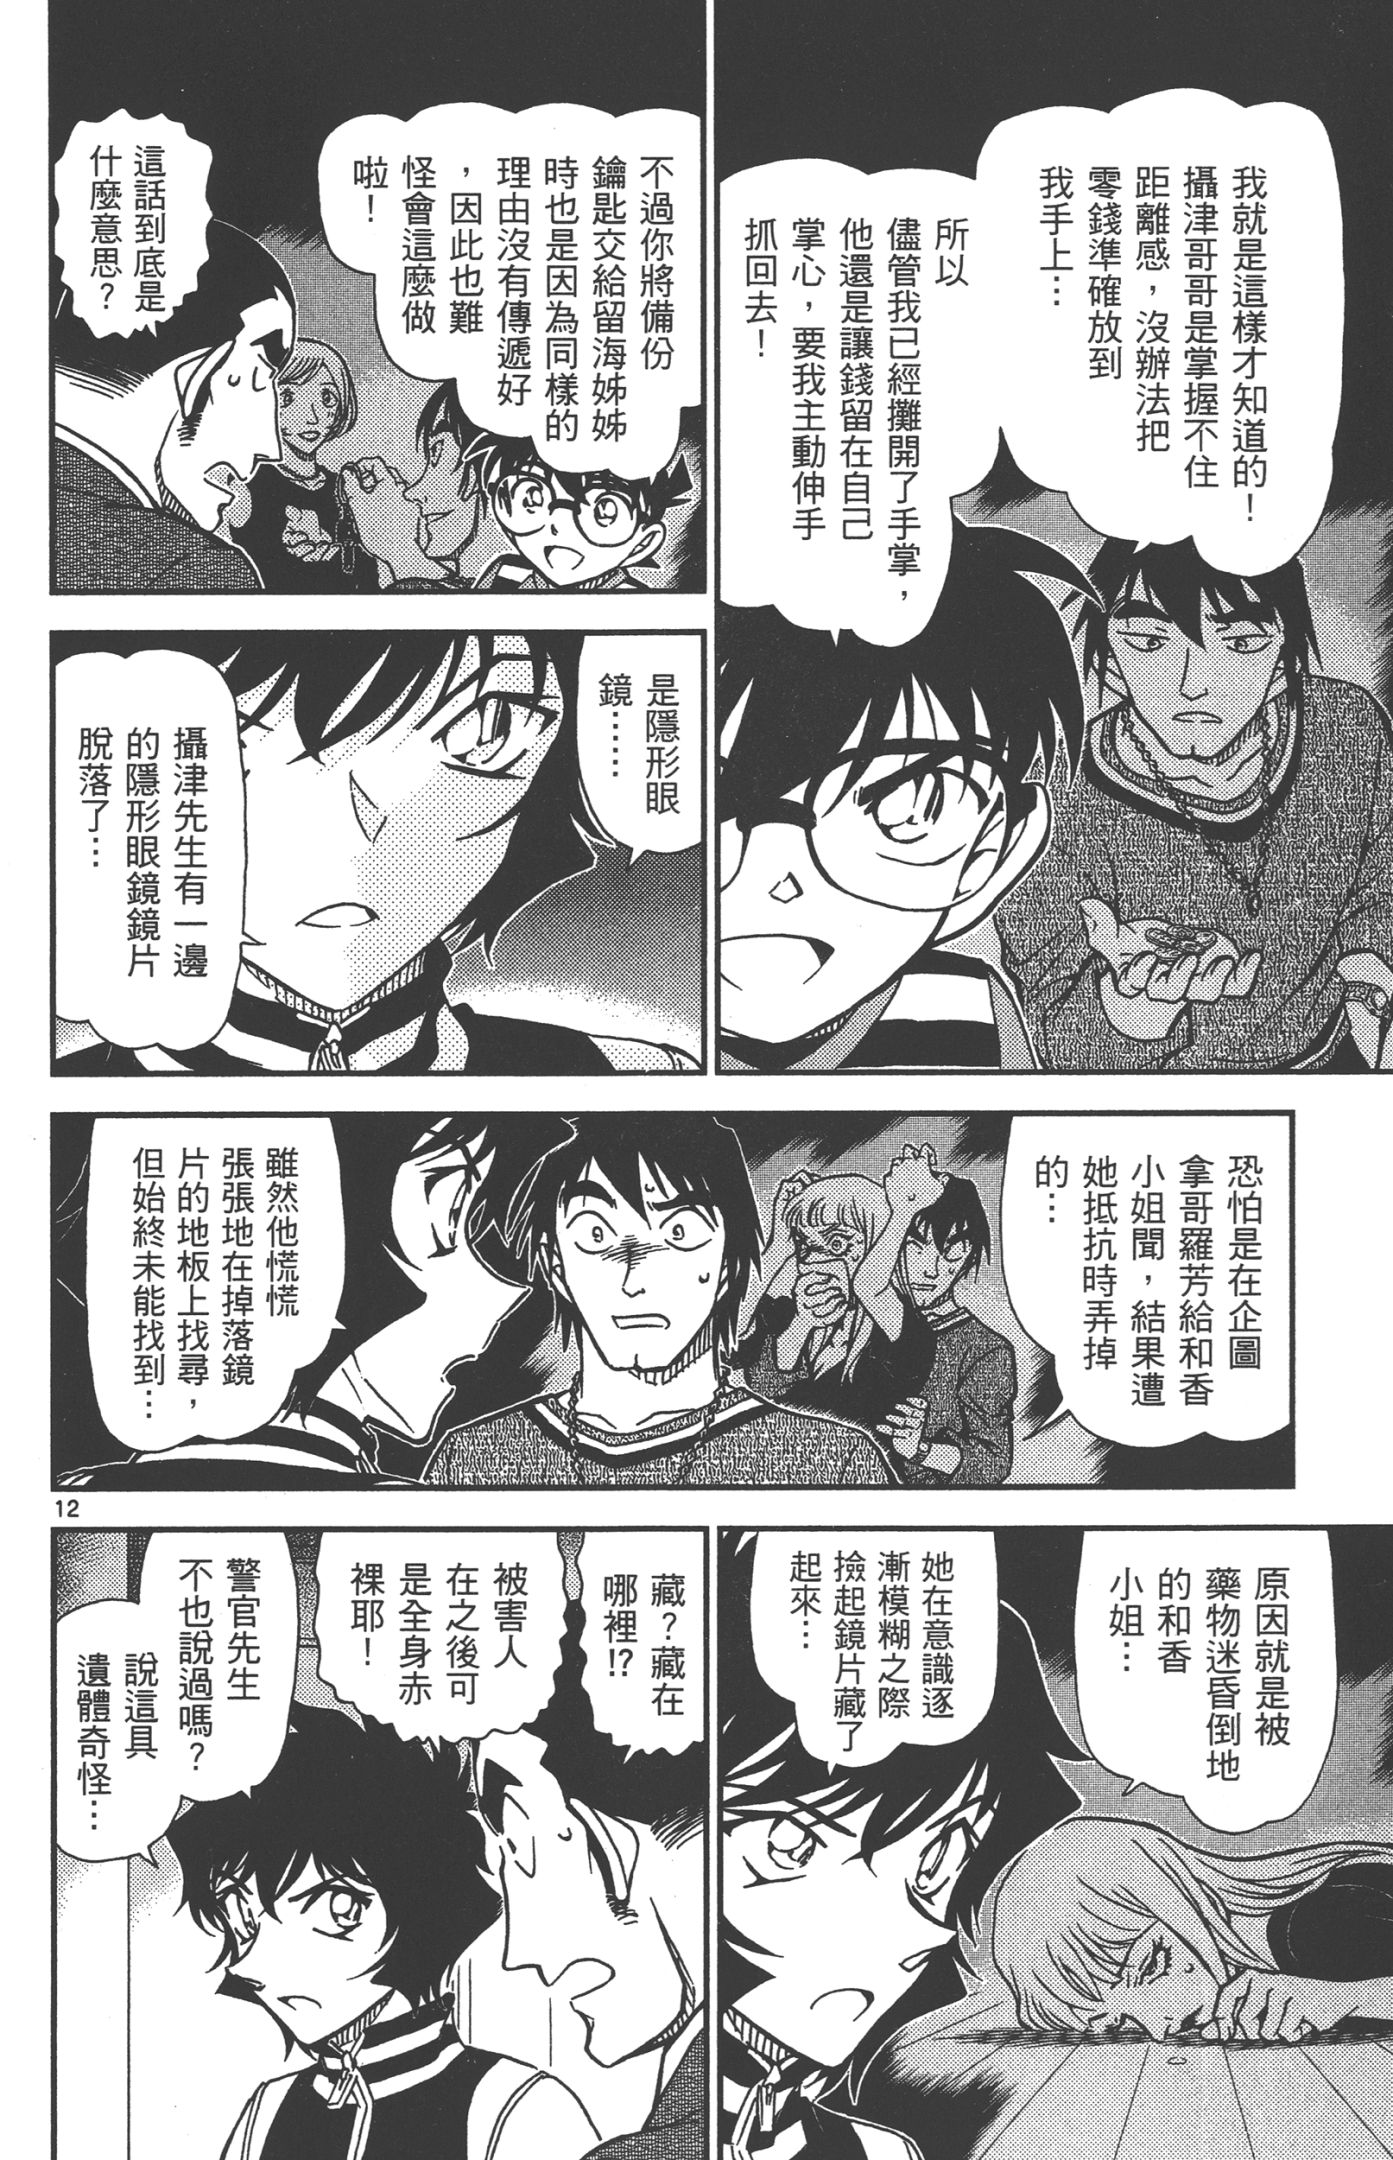 我就是這樣才知道的！
攝津哥哥是掌握不住
距離感，沒辦法把
零錢準確放到
我手上…
所以
儘管我已經攤開了手掌，
他還是讓錢留在自己
掌心，要我主動伸手
抓回去！
不過你將備份
鑰匙交給留海姊姊
時也是因為同樣的
理由沒有傳遞好
，因此也難
怪會這麼做
啦！
這話到底是
什麼意思？
是隱形眼
鏡……
攝津先生有一邊
的隱形眼鏡鏡片
脫落了…
恐怕是在企圖
拿哥羅芳給和香
小姐聞，結果遭
她抵抗時弄掉
的…
雖然他慌慌
張張地在掉落鏡
片的地板上找尋，
但始終未能找到…
12
原因就是被
藥物迷昏倒地
的和香
小姐…
她在意識逐
漸模糊之際
撿起鏡片藏了
起來…
藏？藏在
哪裡!?
被害人
在之後可
是全身赤
裸耶！
警官先生
不也說過嗎？
說這具
遺體奇怪…